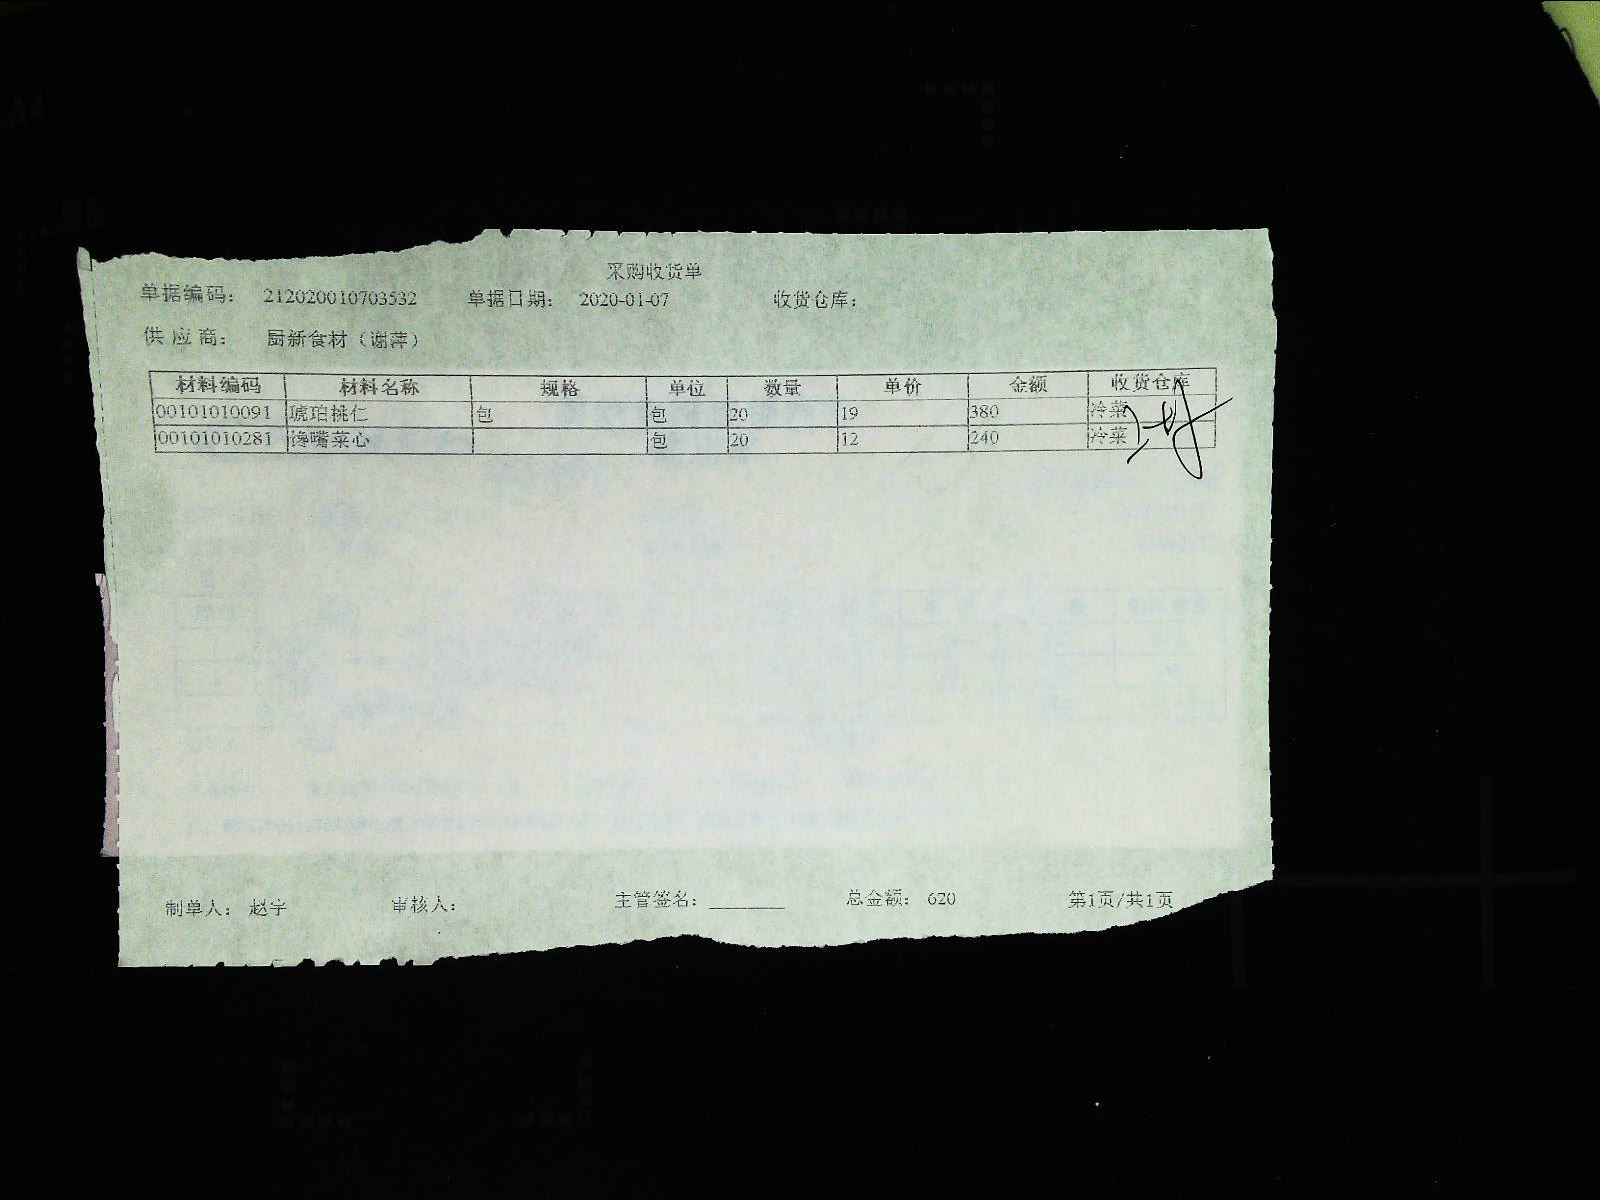 采购收货单
单据编码： 212020010703532 单据日期： 2020-01-07 收货仓库：
供 应 商： 厨新食材（谢萍）
材料编码 材料名称 规格 单位 数量 单价 金额 收货仓库
00101010091 琥珀桃仁 包 包 20 19 380 冷菜
00101010281 馋嘴菜心 包 20 12 240 冷菜
制单人： 赵宇 审核人： 主管签名： ________ 总金额： 620 第1页/共1页